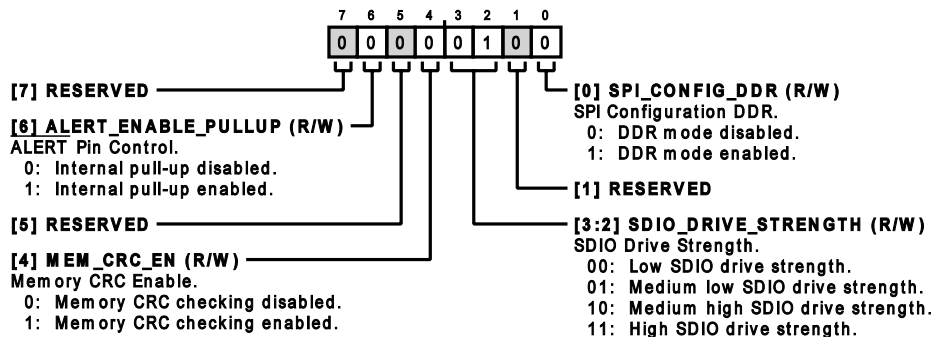 7 6 5 4 3 2 1 0
0 0 0 0 0 1 0 0
[7] RESERVED
[6] ALERT_ENABLE_PULLUP (R/W)
ALERT Pin Control.
0: Internal pull-up disabled.
1: Internal pull-up enabled.
[5] RESERVED
[4] MEM_CRC_EN (R/W)
Memory CRC Enable.
0: Memory CRC checking disabled.
1: Memory CRC checking enabled.
[0] SPI_CONFIG_DDR (R/W)
SPI Configuration DDR.
0: DDR mode disabled.
1: DDR mode enabled.
[1] RESERVED
[3:2] SDIO_DRIVE_STRENGTH (R/W)
SDIO Drive Strength.
00: Low SDIO drive strength.
01: Medium low SDIO drive strength.
10: Medium high SDIO drive strength.
11: High SDIO drive strength.